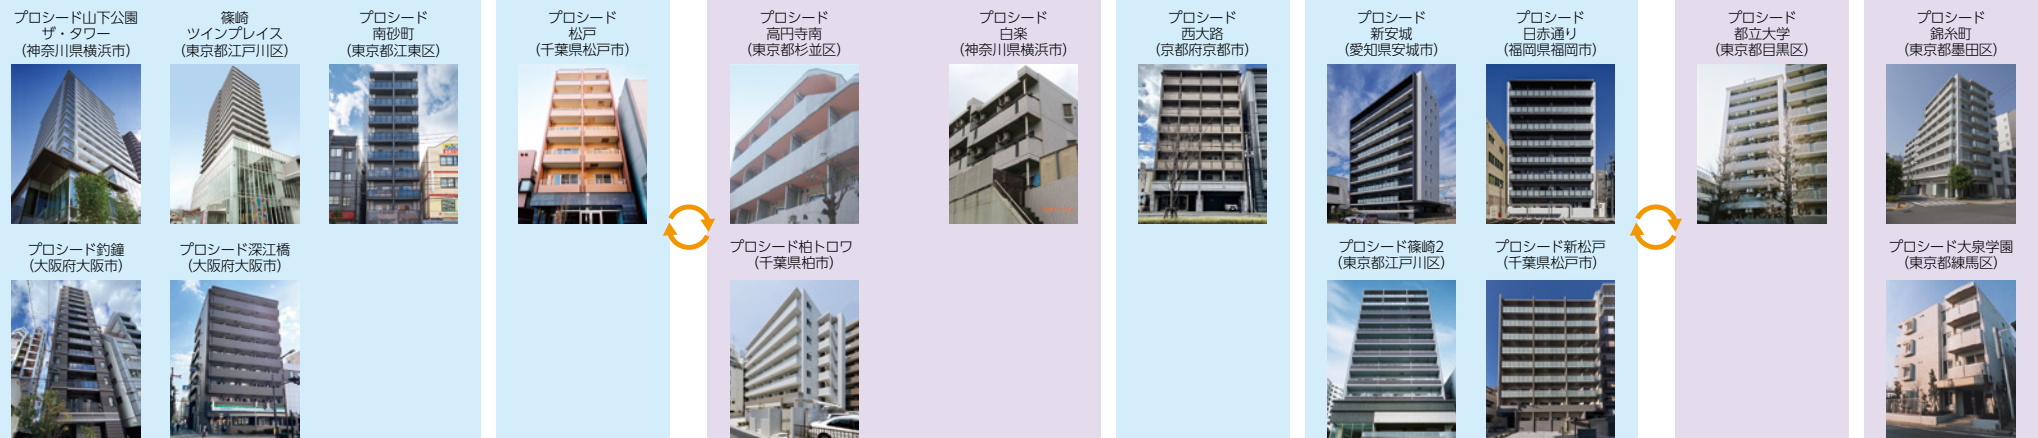 プロシード山下公園
ザ・タワー
(神奈川県横浜市)
篠崎
ツインプレイス
(東京都江戸川区)
プロシード
南砂町
(東京都江東区)
プロシード
松戸
(千葉県松戸市)
プロシード
高円寺南
(東京都杉並区)
プロシード
白楽
(神奈川県横浜市)
プロシード
西大路
(京都府京都市)
プロシード
新安城
(愛知県安城市)
プロシード
日赤通り
(福岡県福岡市)
プロシード
都立大学
(東京都目黒区)
プロシード
錦糸町
(東京都墨田区)
プロシード釣鐘
(大阪府大阪市)
プロシード深江橋
(大阪府大阪市)
プロシード柏トロワ
(千葉県柏市)
プロシード篠崎2
(東京都江戸川区)
プロシード新松戸
(千葉県松戸市)
プロシード大泉学園
(東京都練馬区)